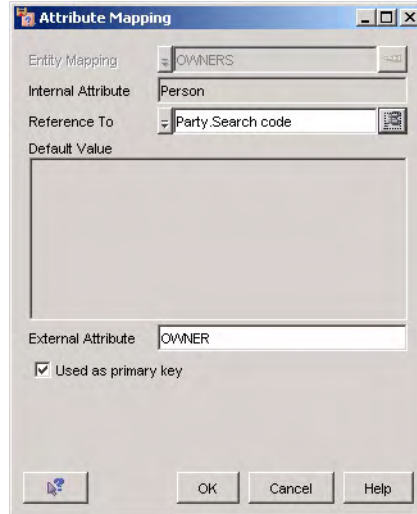 Attribute Mapping
Entity Mapping OWNERS
Internal Attribute Person
Reference To Party.Search code
Default Value
External Attribute OWNER
Used as primary key
OK Cancel Help